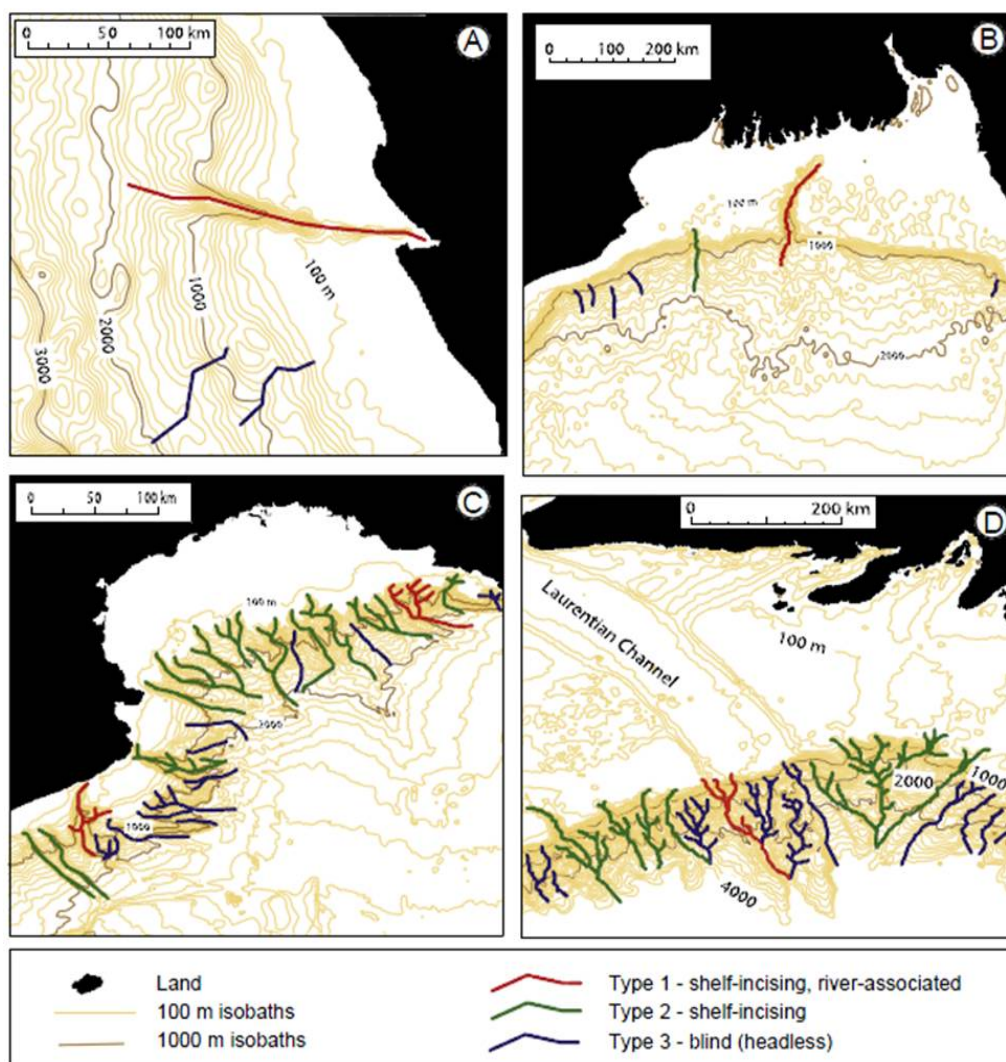 0 50 100 km
A
1000
2000
3000
100 m
B
0 100 200 km
100 m
1000
2000
C
0 50 100 km
100 m
2000
1000
D
0 200 km
Laurentian Channel
100 m
2000
1000
4000
Land
100 m isobaths
1000 m isobaths
Type 1 - shelf-incising, river-associated
Type 2 - shelf-incising
Type 3 - blind (headless)